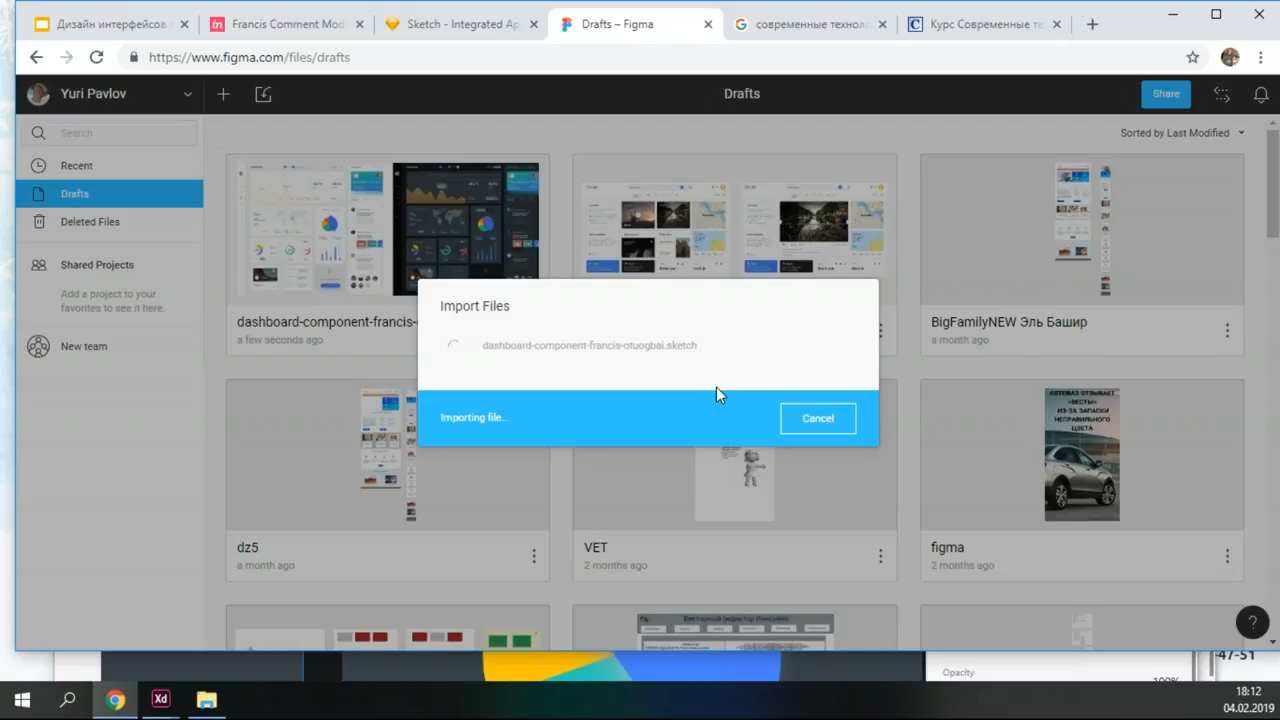 Дизайн интерфейсов
Francis Comment Mod
Sketch - Integrated Ap
Drafts – Figma
современные технол
Курс Современные те
https://www.figma.com/files/drafts
Yuri Pavlov
Drafts
Share
Search
Sorted by Last Modified
Recent
Drafts
Deleted Files
Shared Projects
Add a project to your
favorites to see it here.
New team
dashboard-component-francis-
a few seconds ago
BigFamilyNEW Эль Башир
a month ago
Import Files
dashboard-component-francis-otuogbai.sketch
Importing file...
Cancel
АВТОВАЗ ОТЗЫВАЕТ
«ВЕСТЫ»
ИЗ-ЗА ЗАПАСКИ
НЕПРАВИЛЬНОГО
ЦВЕТА
dz5
a month ago
VET
2 months ago
figma
2 months ago
?
-47-51
Opacity
100%
Xd
18:12
04.02.2019